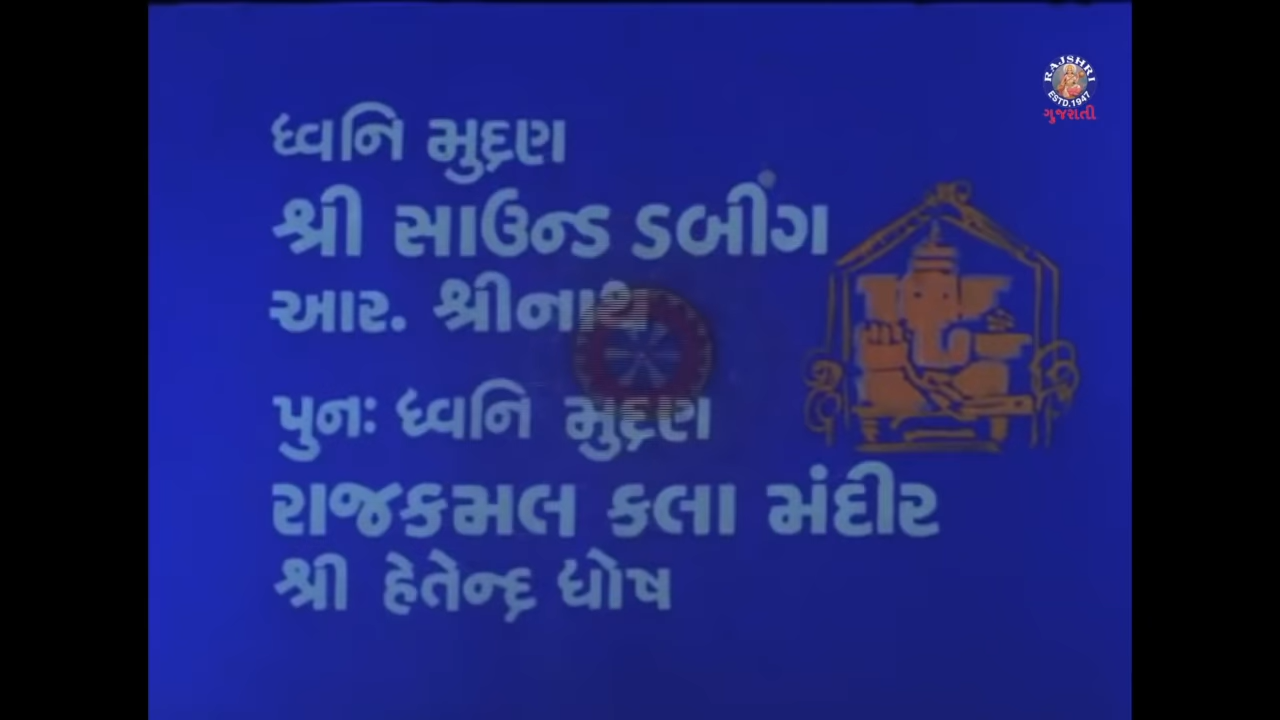 RAJSHRI
ESTD.1947
ગુજરાતી
ધ્વનિ મુદ્રણ
શ્રી સાઉન્ડ ડબીંગ
આર. શ્રીનાથ
પુનઃ ધ્વનિ મુદ્રણ
રાજકમલ કલા મંદીર
શ્રી હેતેન્દ્ર ઘોષ